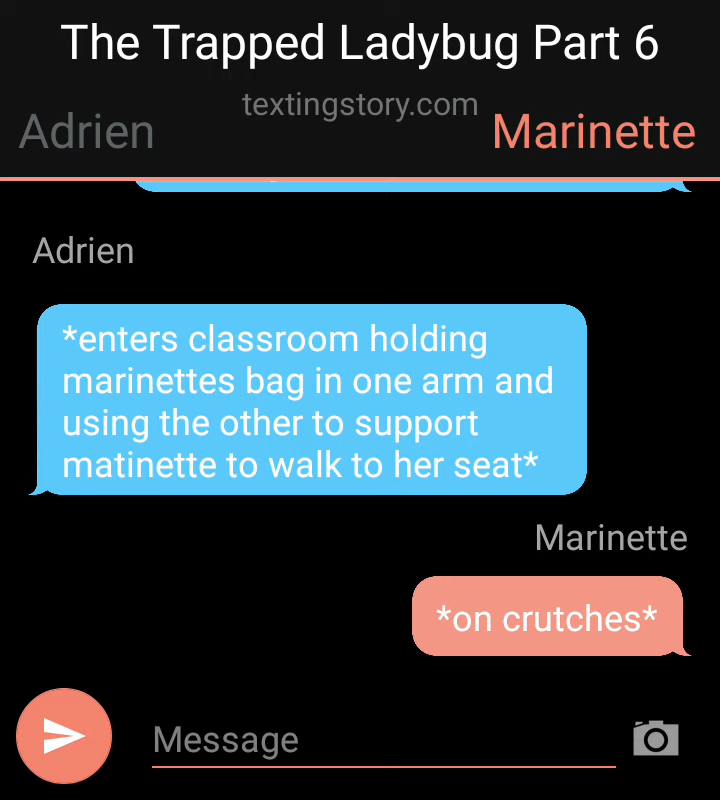 The Trapped Ladybug Part 6
textingstory.com
Adrien
Marinette
Adrien
*enters classroom holding
marinettes bag in one arm and
using the other to support
matinette to walk to her seat*
Marinette
*on crutches*
Message